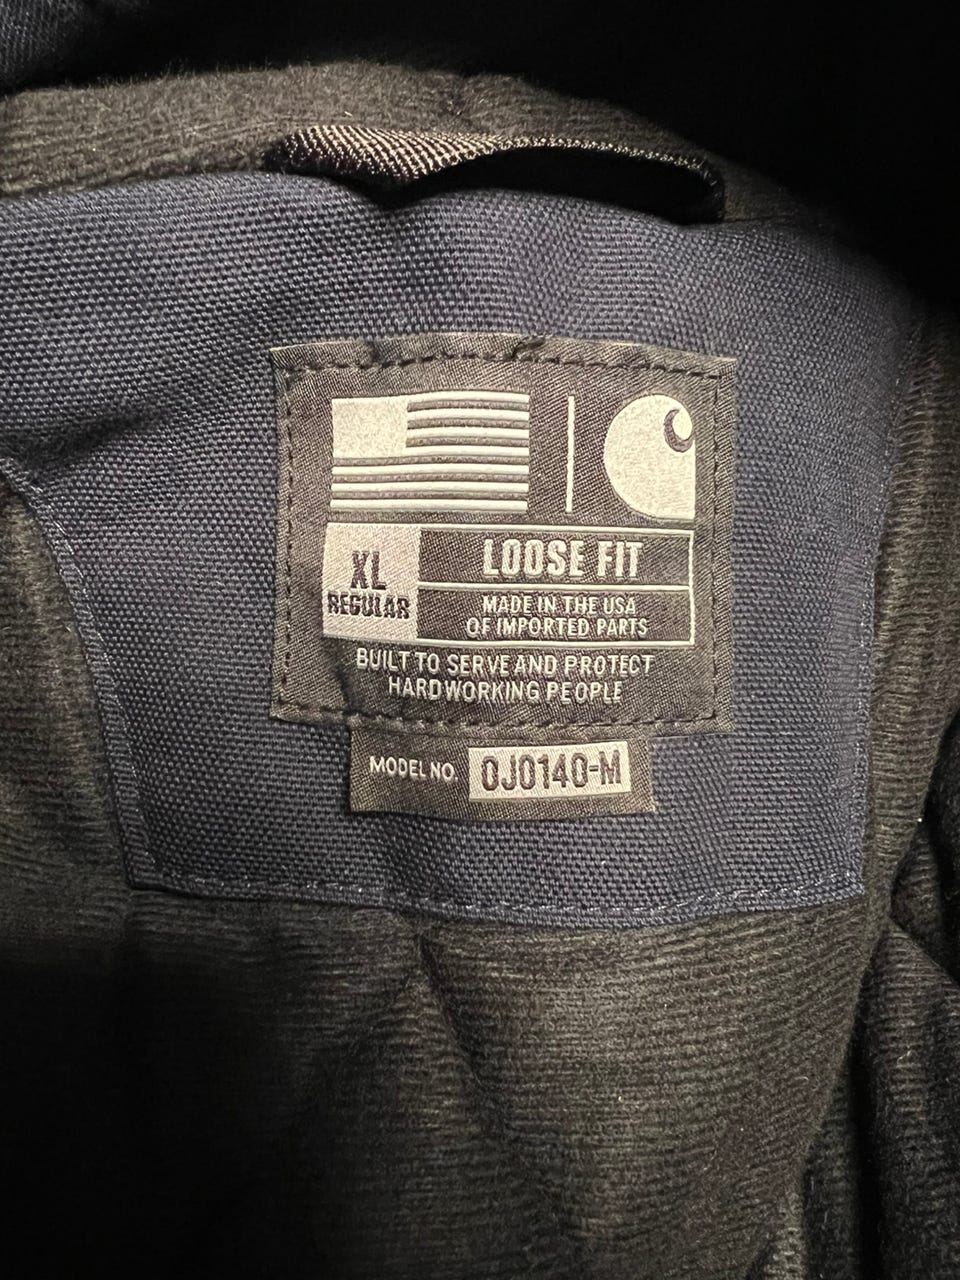 XL
REGULAR
LOOSE FIT
MADE IN THE USA
OF IMPORTED PARTS
BUILT TO SERVE AND PROTECT
HARDWORKING PEOPLE
MODEL NO. 0J0140-M